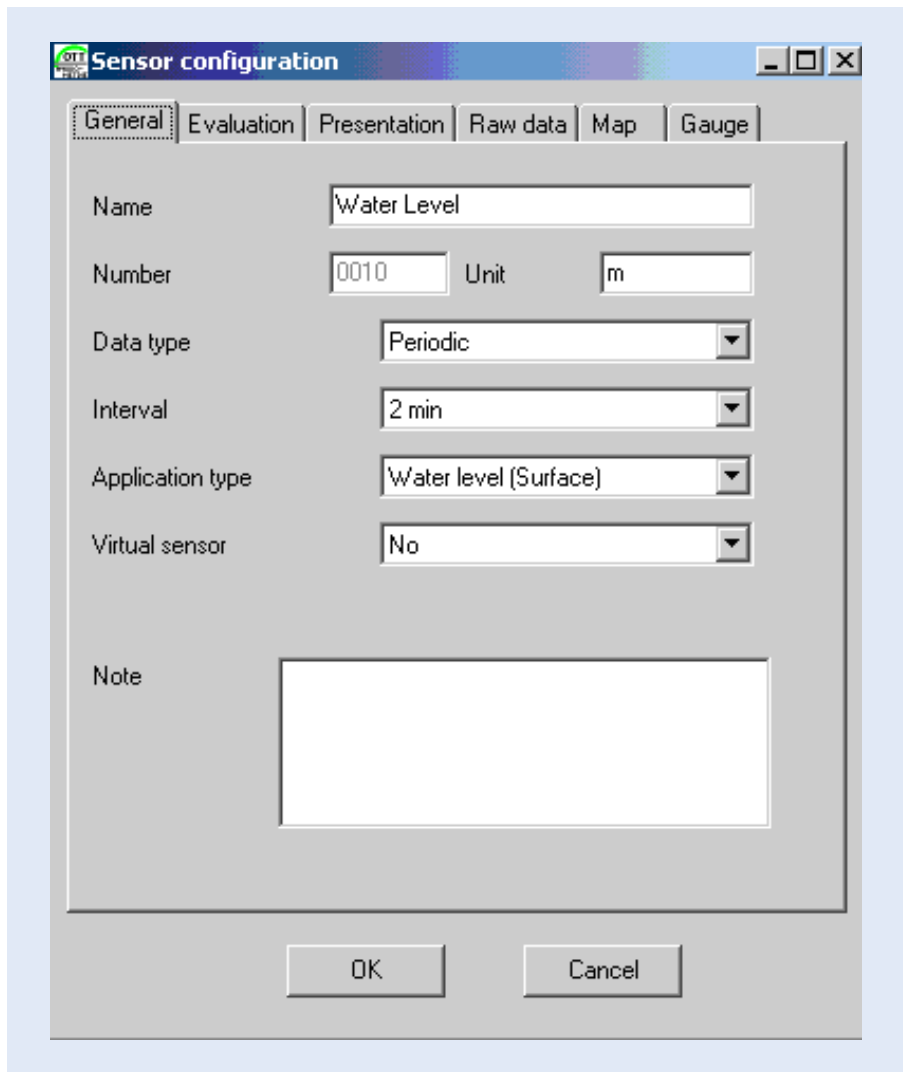 OTT
Sensor configuration
General Evaluation Presentation Raw data Map Gauge
Name Water Level
Number 0010 Unit m
Data type Periodic
Interval 2 min
Application type Water level (Surface)
Virtual sensor No
Note
OK Cancel